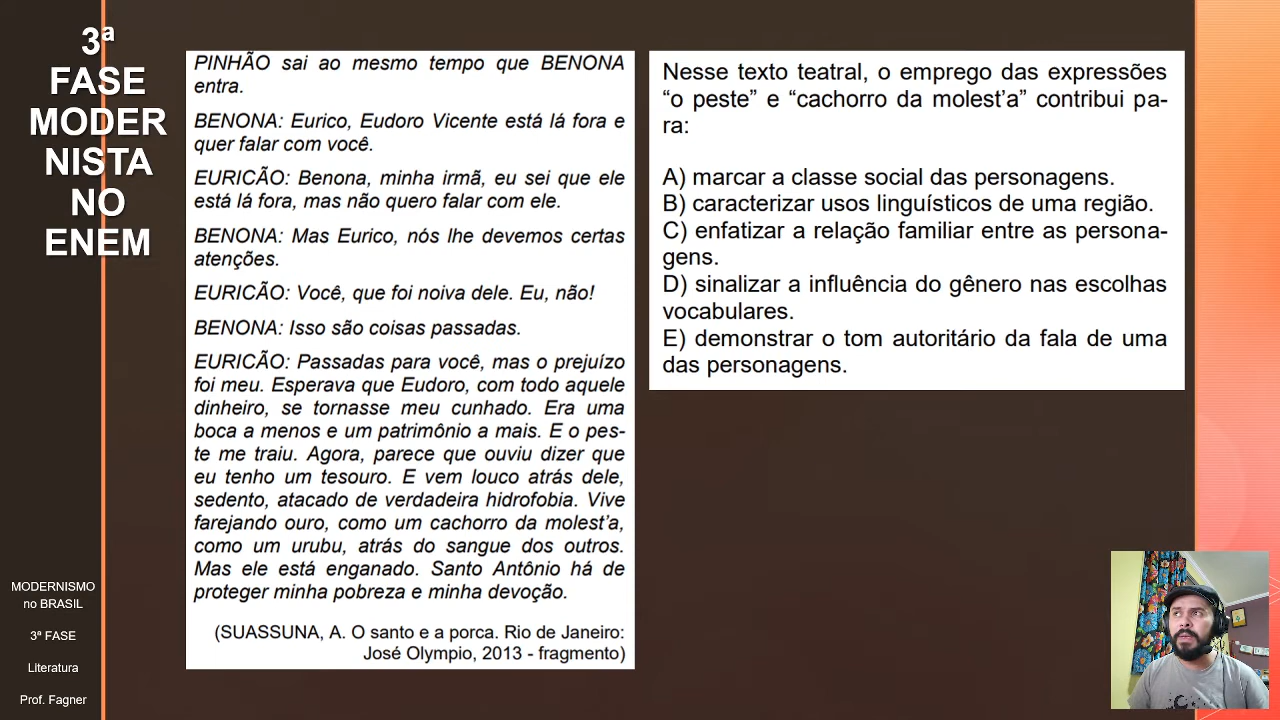 3ª
FASE
MODER
NISTA
NO
ENEM
MODERNISMO
no BRASIL
3ª FASE
Literatura
Prof. Fagner
PINHÃO sai ao mesmo tempo que BENONA
entra.
BENONA: Eurico, Eudoro Vicente está lá fora e
quer falar com você.
EURICÃO: Benona, minha irmã, eu sei que ele
está lá fora, mas não quero falar com ele.
BENONA: Mas Eurico, nós lhe devemos certas
atenções.
EURICÃO: Você, que foi noiva dele. Eu, não!
BENONA: Isso são coisas passadas.
EURICÃO: Passadas para você, mas o prejuízo
foi meu. Esperava que Eudoro, com todo aquele
dinheiro, se tornasse meu cunhado. Era uma
boca a menos e um patrimônio a mais. E o pes-
te me traiu. Agora, parece que ouviu dizer que
eu tenho um tesouro. E vem louco atrás dele,
sedento, atacado de verdadeira hidrofobia. Vive
farejando ouro, como um cachorro da molest'a,
como um urubu, atrás do sangue dos outros.
Mas ele está enganado. Santo Antônio há de
proteger minha pobreza e minha devoção.
(SUASSUNA, A. O santo e a porca. Rio de Janeiro:
José Olympio, 2013 - fragmento)
Nesse texto teatral, o emprego das expressões
“o peste” e “cachorro da molest’a” contribui pa-
ra:
A) marcar a classe social das personagens.
B) caracterizar usos linguísticos de uma região.
C) enfatizar a relação familiar entre as persona-
gens.
D) sinalizar a influência do gênero nas escolhas
vocabulares.
E) demonstrar o tom autoritário da fala de uma
das personagens.